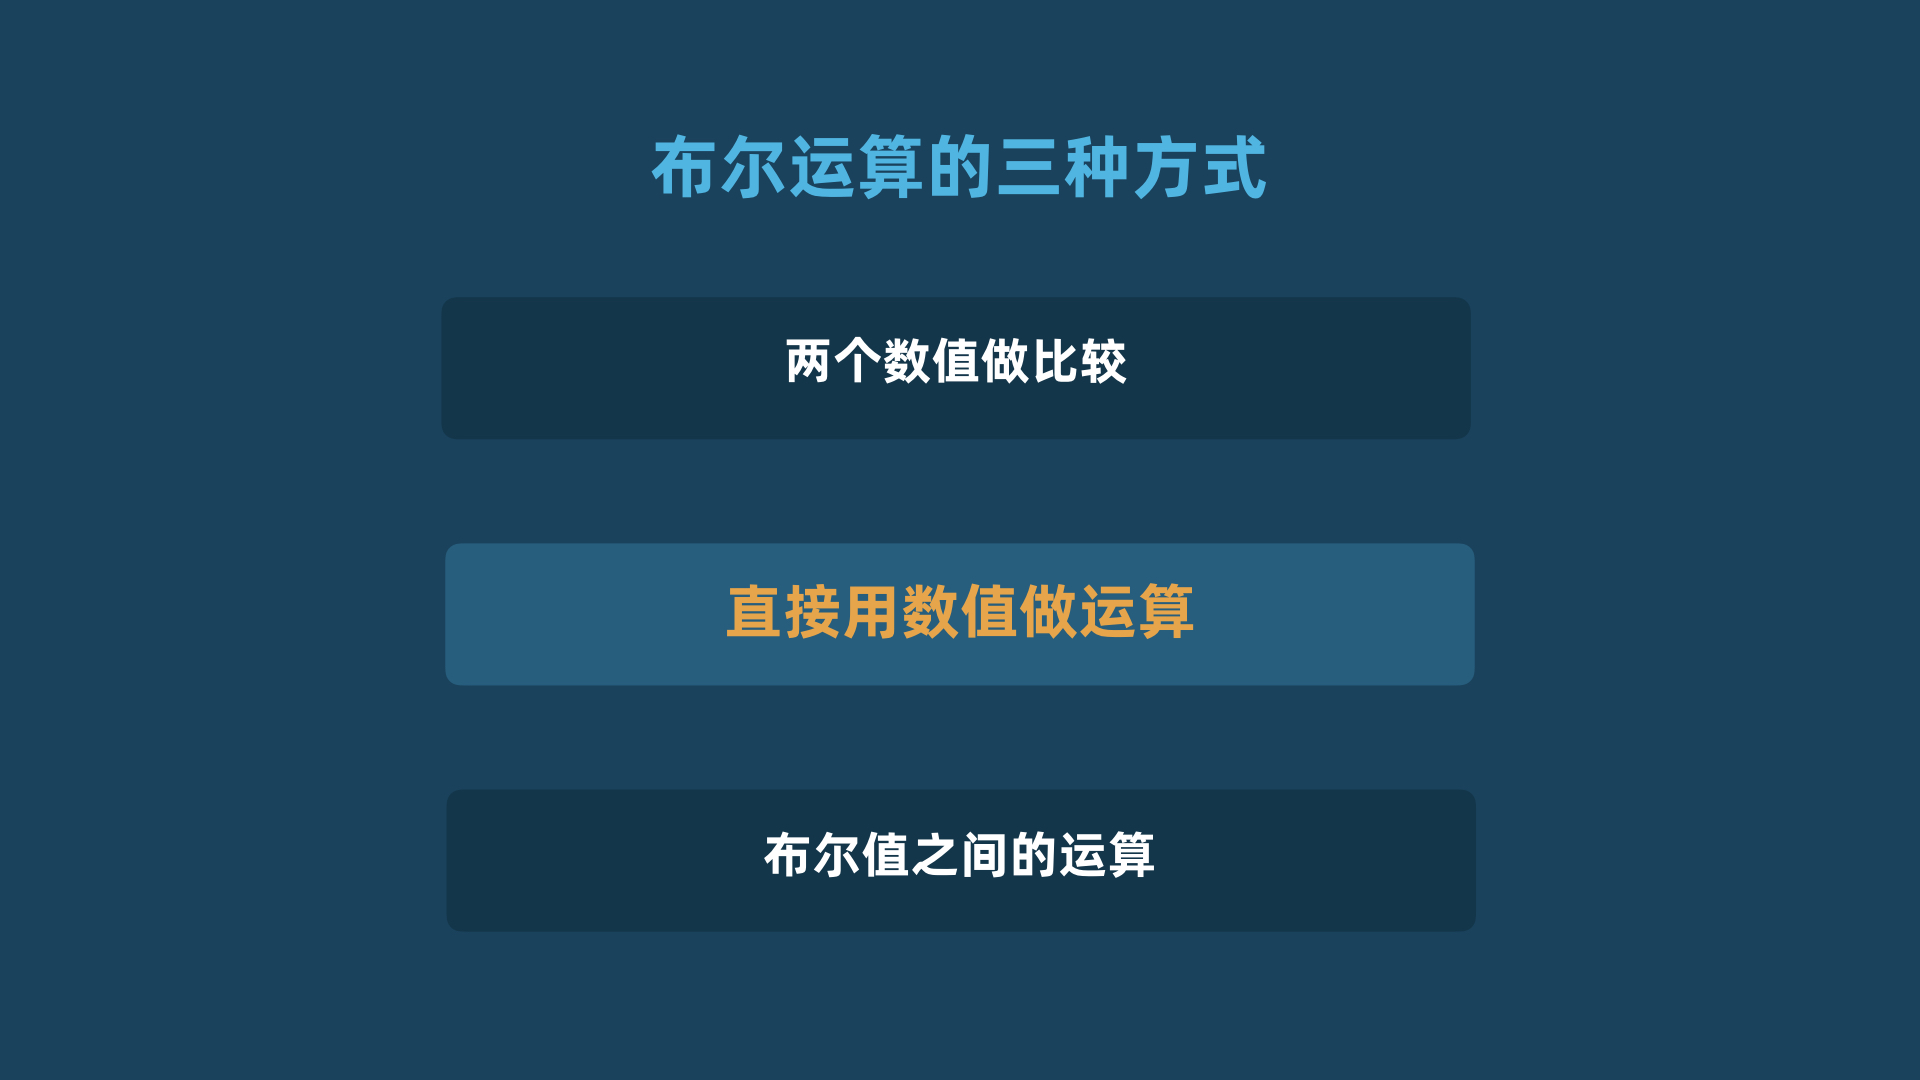 布尔运算的三种方式
两个数值做比较
直接用数值做运算
布尔值之间的运算